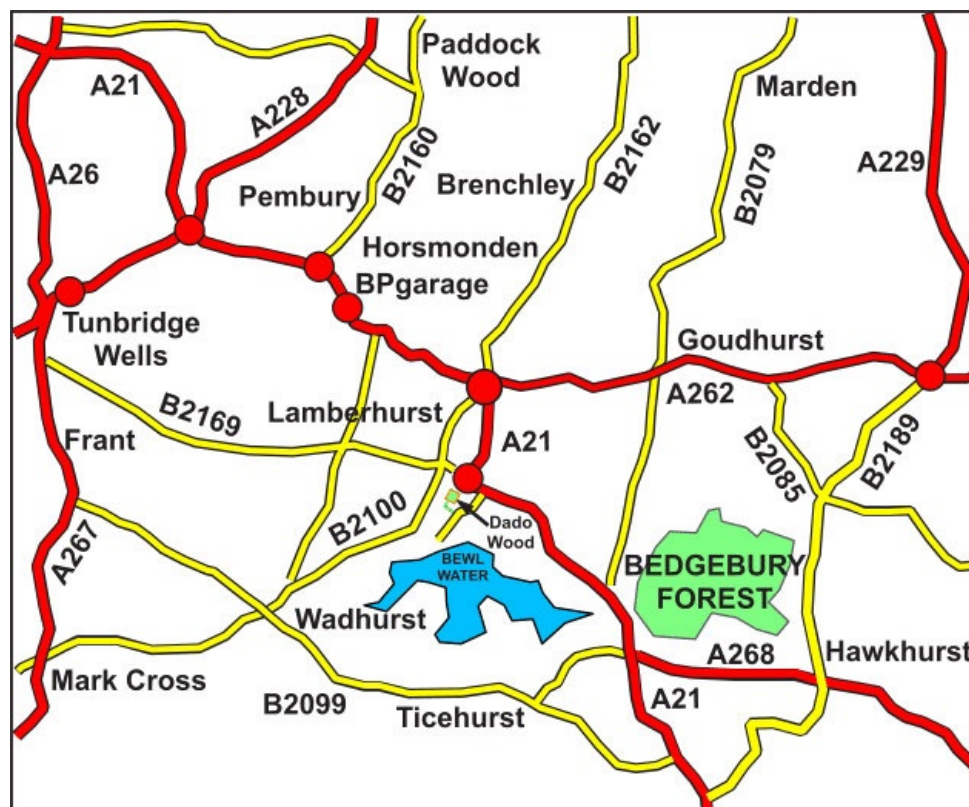 Paddock
Wood
A21
A228
Marden
A26
B2160
B2162
B2079
A229
Pembury
Brenchley
Horsmonden
BPgarage
Tunbridge
Wells
Goudhurst
A262
B2169
Lamberhurst
Frant
A21
B2085
B2189
B2100
Dado
Wood
A267
BEWL
WATER
BEDGEBURY
FOREST
Wadhurst
Mark Cross
A268
Hawkhurst
B2099
Ticehurst
A21